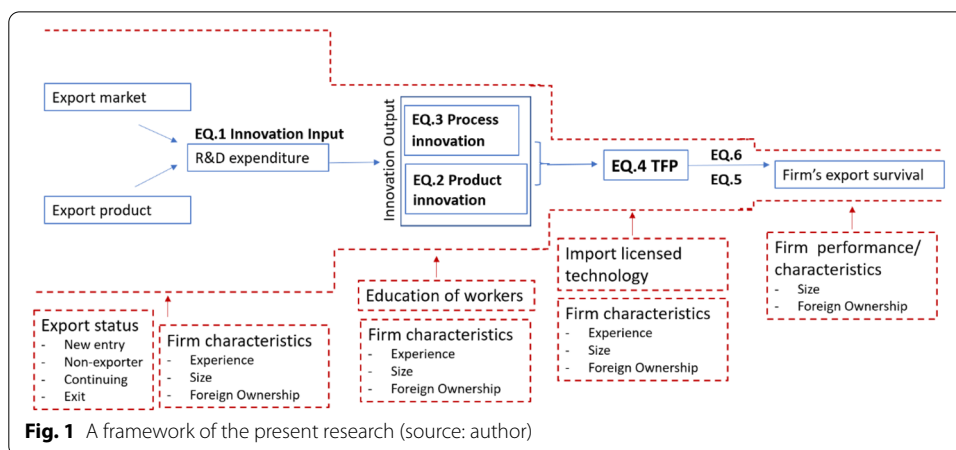 Export market
Export product
EQ.1 Innovation Input
R&D expenditure
Innovation Output
EQ.3 Process
innovation
EQ.2 Product
innovation
EQ.4 TFP
EQ.6
EQ.5
Firm's export survival
Export status
- New entry
- Non-exporter
- Continuing
- Exit
Firm characteristics
- Experience
- Size
- Foreign Ownership
Education of workers
Firm characteristics
- Experience
- Size
- Foreign Ownership
Import licensed
technology
Firm characteristics
- Experience
- Size
- Foreign Ownership
Firm performance/
characteristics
- Size
- Foreign Ownership
Fig. 1 A framework of the present research (source: author)